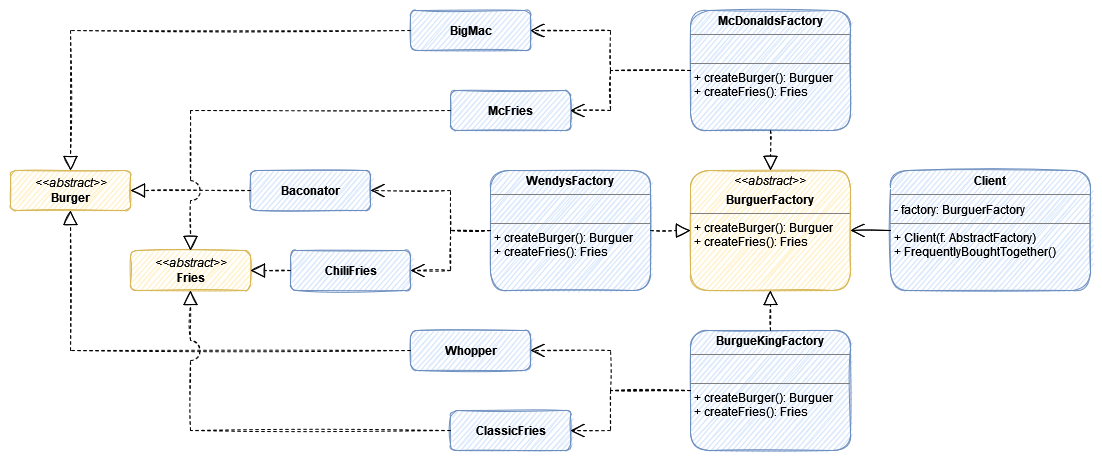 BigMac
McDonaldsFactory
+ createBurger(): Burguer
+ createFries(): Fries
McFries
<<abstract>>
Burger
Baconator
WendysFactory
+ createBurger(): Burguer
+ createFries(): Fries
<<abstract>>
BurguerFactory
+ createBurger(): Burguer
+ createFries(): Fries
Client
- factory: BurguerFactory
+ Client(f: AbstractFactory)
+ FrequentlyBoughtTogether()
<<abstract>>
Fries
ChiliFries
Whopper
BurgueKingFactory
+ createBurger(): Burguer
+ createFries(): Fries
ClassicFries